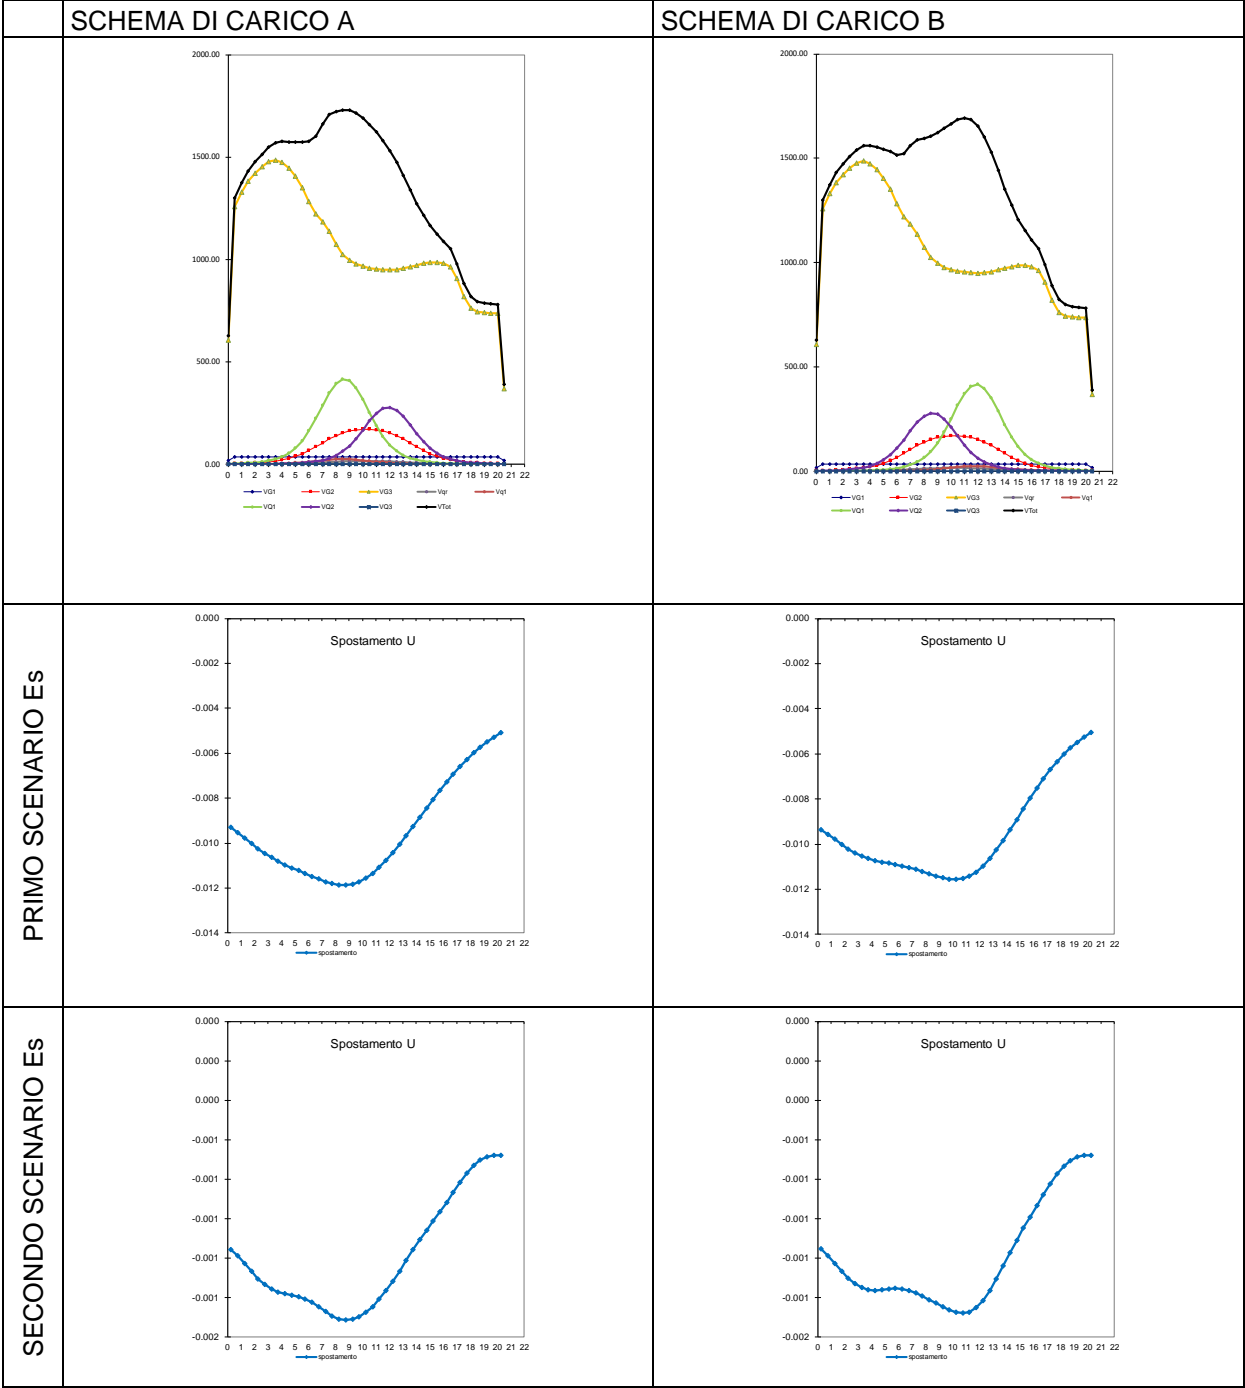 SCHEMA DI CARICO A
SCHEMA DI CARICO B
2000.00
1500.00
1000.00
500.00
0.00
0 1 2 3 4 5 6 7 8 9 10 11 12 13 14 15 16 17 18 19 20 21 22
VG1 VG2 VG3 Vqr Vq1
VQ1 VQ2 VQ3 VTot
2000.00
1500.00
1000.00
500.00
0.00
0 1 2 3 4 5 6 7 8 9 10 11 12 13 14 15 16 17 18 19 20 21 22
VG1 VG2 VG3 Vqr Vq1
VQ1 VQ2 VQ3 VTot
PRIMO SCENARIO Es
Spostamento U
0.000
-0.002
-0.004
-0.006
-0.008
-0.010
-0.012
-0.014
0 1 2 3 4 5 6 7 8 9 10 11 12 13 14 15 16 17 18 19 20 21 22
spostamento
Spostamento U
0.000
-0.002
-0.004
-0.006
-0.008
-0.010
-0.012
-0.014
0 1 2 3 4 5 6 7 8 9 10 11 12 13 14 15 16 17 18 19 20 21 22
spostamento
SECONDO SCENARIO Es
Spostamento U
0.000
0.000
0.000
-0.001
-0.001
-0.001
-0.001
-0.001
-0.002
0 1 2 3 4 5 6 7 8 9 10 11 12 13 14 15 16 17 18 19 20 21 22
spostamento
Spostamento U
0.000
0.000
0.000
-0.001
-0.001
-0.001
-0.001
-0.001
-0.002
0 1 2 3 4 5 6 7 8 9 10 11 12 13 14 15 16 17 18 19 20 21 22
spostamento